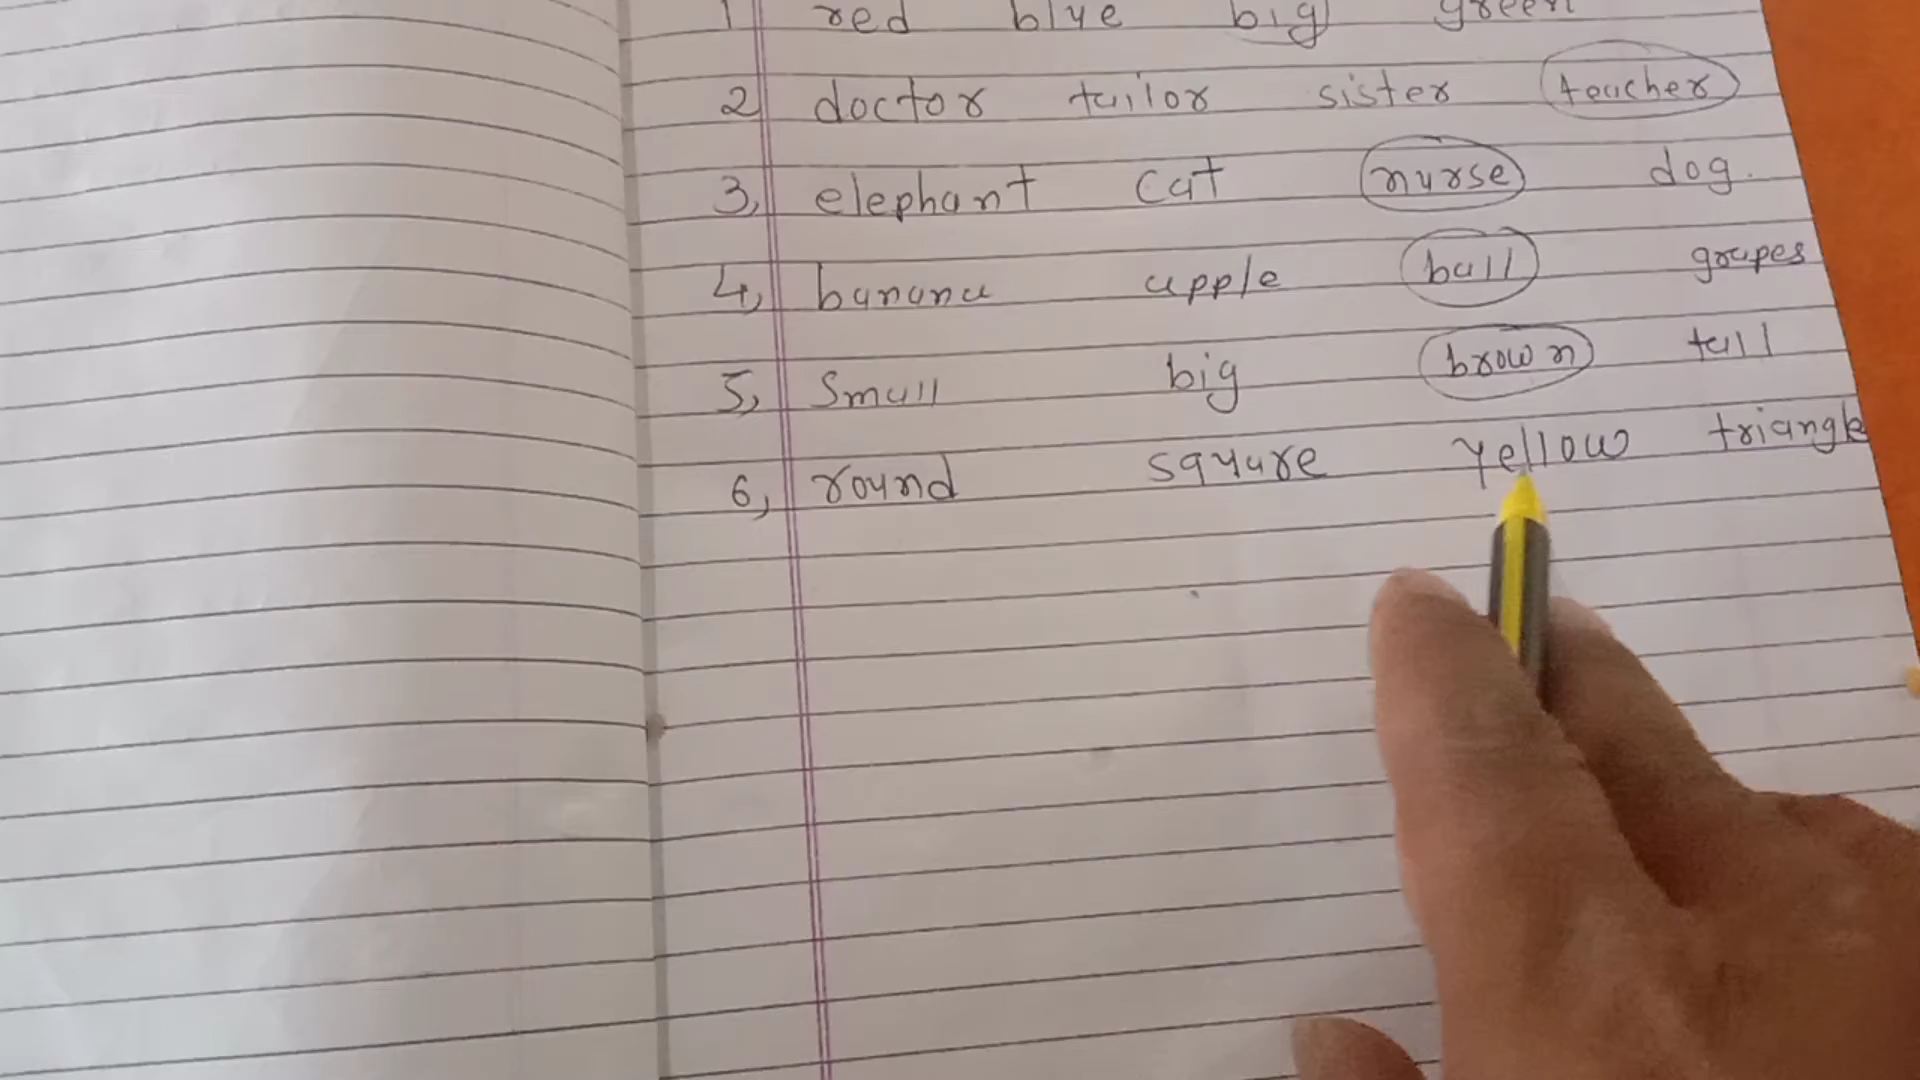 1 red blue big green
2 doctor tailor sister teacher
3, elephant cat nurse dog.
4, banana apple ball grapes
5, Small big brown tall
6, round square yellow triangle